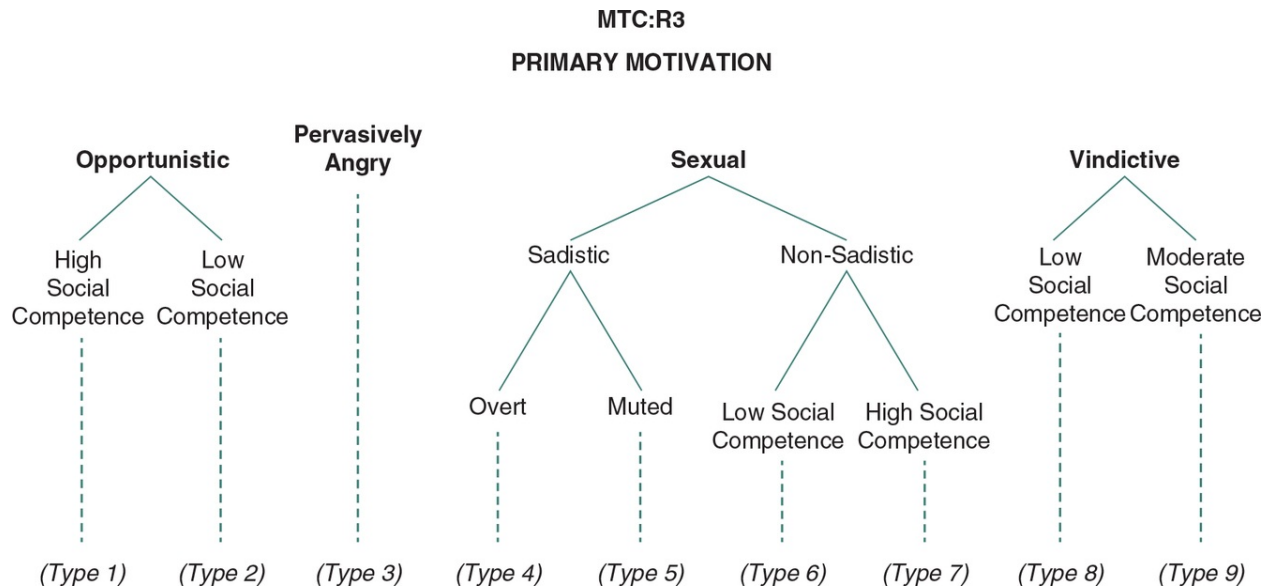 MTC:R3
PRIMARY MOTIVATION
Opportunistic
Pervasively
Angry
Sexual
Vindictive
High
Social
Competence
Low
Social
Competence
Sadistic
Non-Sadistic
Low
Social
Competence
Moderate
Social
Competence
Overt
Muted
Low Social
Competence
High Social
Competence
(Type 1)
(Type 2)
(Type 3)
(Type 4)
(Type 5)
(Type 6)
(Type 7)
(Type 8)
(Type 9)